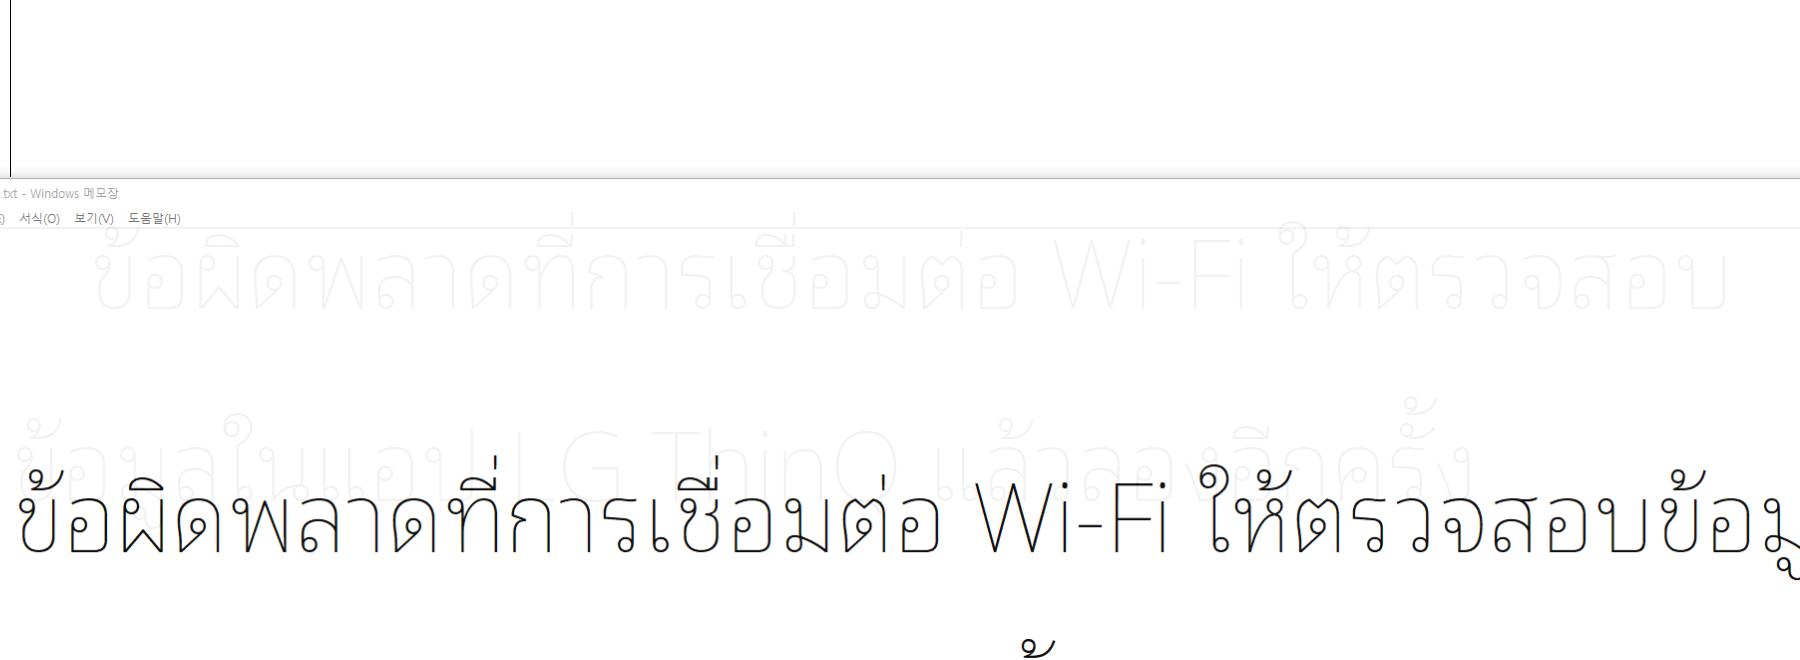 .txt - Windows 메모장
서식(O) 보기(V) 도움말(H)
ข้อผิดพลาดที่การเชื่อมต่อ Wi-Fi ให้ตรวจสอบ
ข้อมูลในแอป LG ThinQ แล้วลองอีกครั้ง
ข้อผิดพลาดที่การเชื่อมต่อ Wi-Fi ให้ตรวจสอบข้อมู